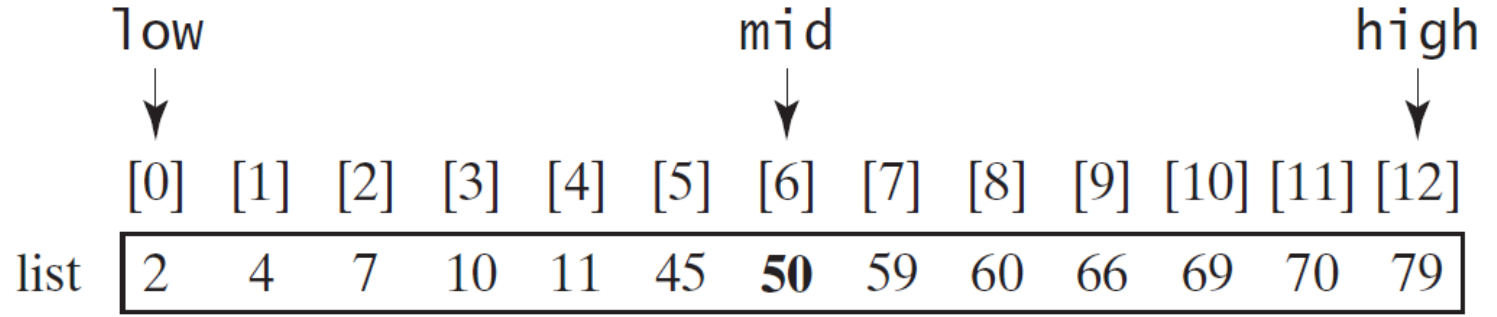 low mid high
[0] [1] [2] [3] [4] [5] [6] [7] [8] [9] [10] [11] [12]
list 2 4 7 10 11 45 50 59 60 66 69 70 79